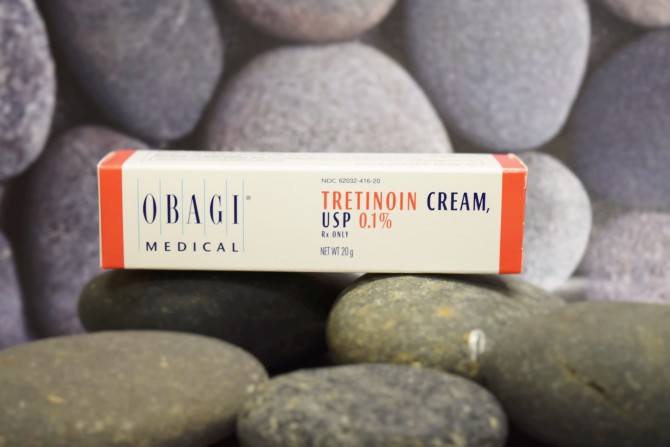 OBAGI®
MEDICAL
NDC 62032-416-20
TRETINOIN CREAM,
USP 0.1%
Rx ONLY
NET WT 20 g